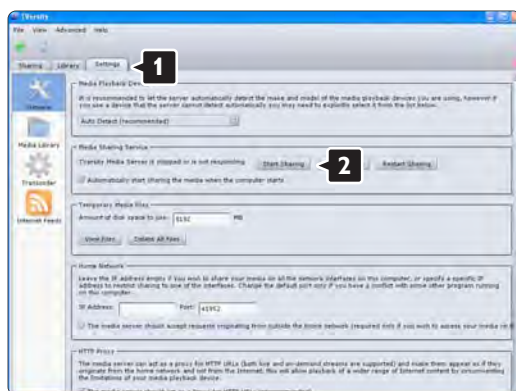 TVersity
File View Advanced Help
Sharing Library Settings
1
Media Playback Device
It is recommended to let the server automatically detect the make and model of the media playback devices you are using, however if
you use a device that the server cannot detect automatically you may need to explicitly select it from the list below.
Auto Detect (recommended)
Media Library
Media Sharing Service
TVersity Media Server is stopped or is not responding. Start Sharing 2 Restart Sharing
Automatically start sharing the media when the computer starts
Transcoder
Internet Feeds
Temporary Media Files
Amount of disk space to use: 8192 MB
View Files Delete All Files
Home Network
Leave the IP address empty if you wish to share your media on all the network interfaces on this computer, or specify a specific IP
address to restrict sharing to one of the interfaces. Change the default port only if you have a conflict with some other program running
on this computer.
IP Address: Port: 41952
The media server should accept requests originating from outside the home network (required only if you wish to access your media on
HTTP Proxy
The media server can act as a proxy for HTTP URLs (both live and on-demand streams are supported) and make them appear as if they
originate from the home network and not from the Internet, this will allow playback of a wider range of Internet content by circumventing
the limitations of your media playback device.